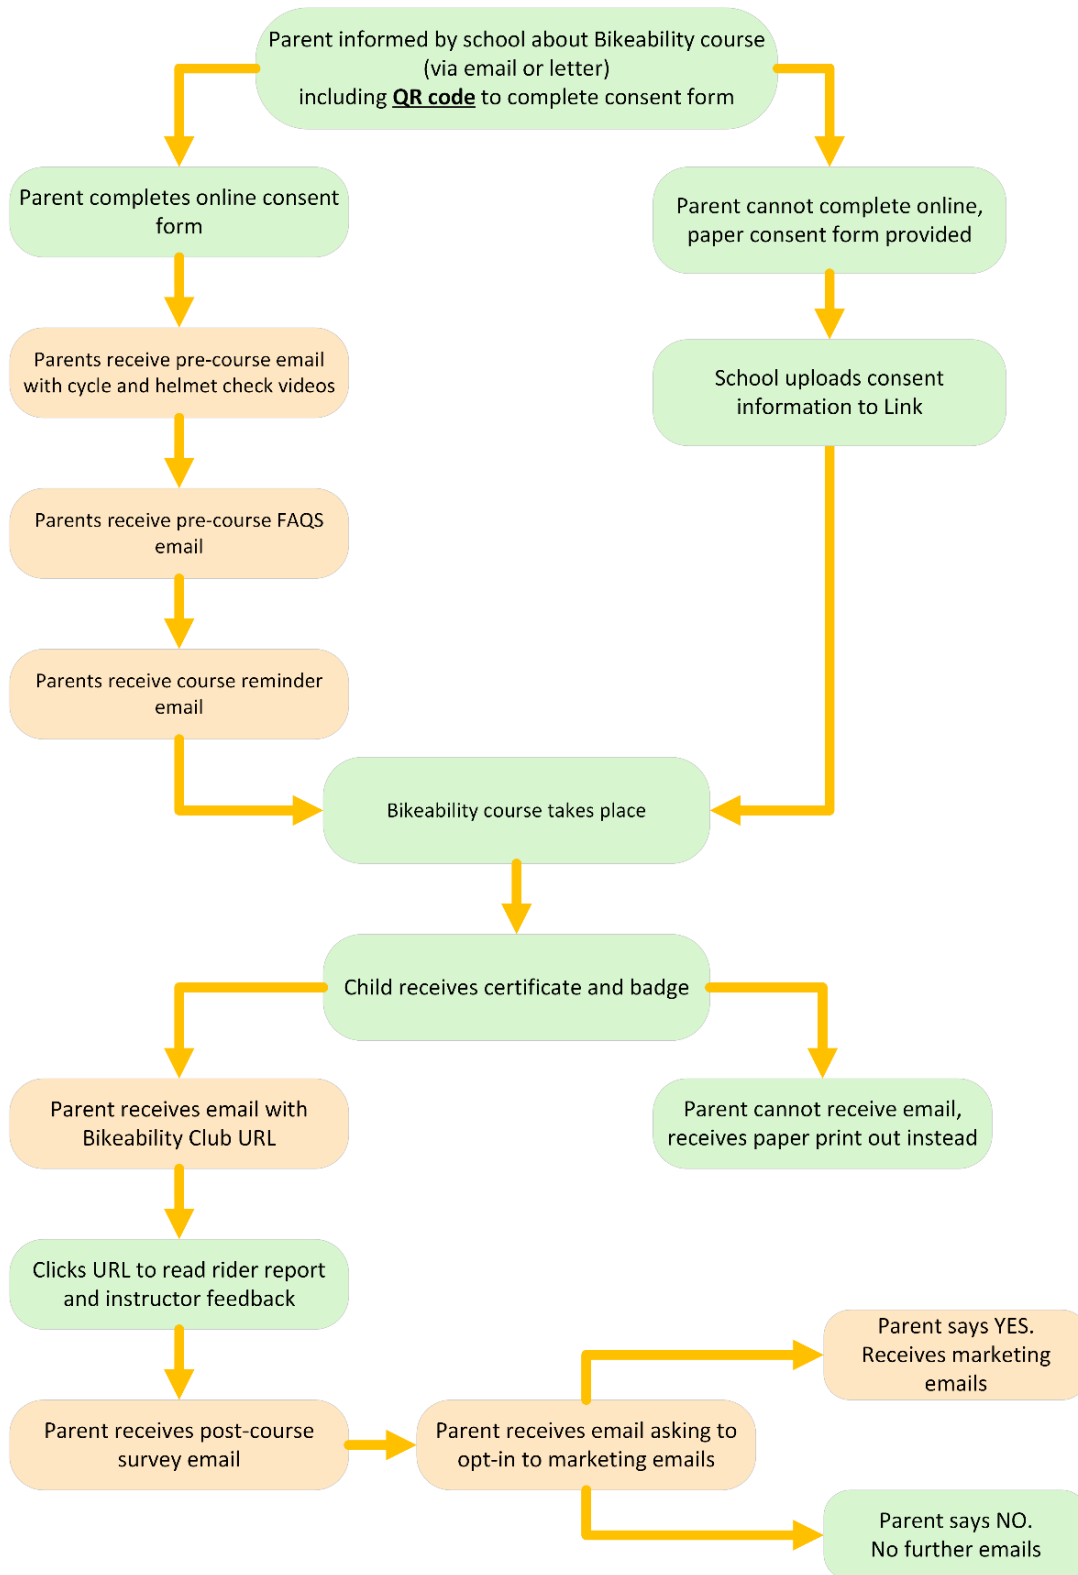 Parent informed by school about Bikeability course
(via email or letter)
including QR code to complete consent form
Parent completes online consent
form
Parent cannot complete online,
paper consent form provided
Parents receive pre-course email
with cycle and helmet check videos
School uploads consent
information to Link
Parents receive pre-course FAQS
email
Parents receive course reminder
email
Bikeability course takes place
Child receives certificate and badge
Parent receives email with
Bikeability Club URL
Parent cannot receive email,
receives paper print out instead
Clicks URL to read rider report
and instructor feedback
Parent receives post-course
survey email
Parent receives email asking to
opt-in to marketing emails
Parent says YES.
Receives marketing
emails
Parent says NO.
No further emails